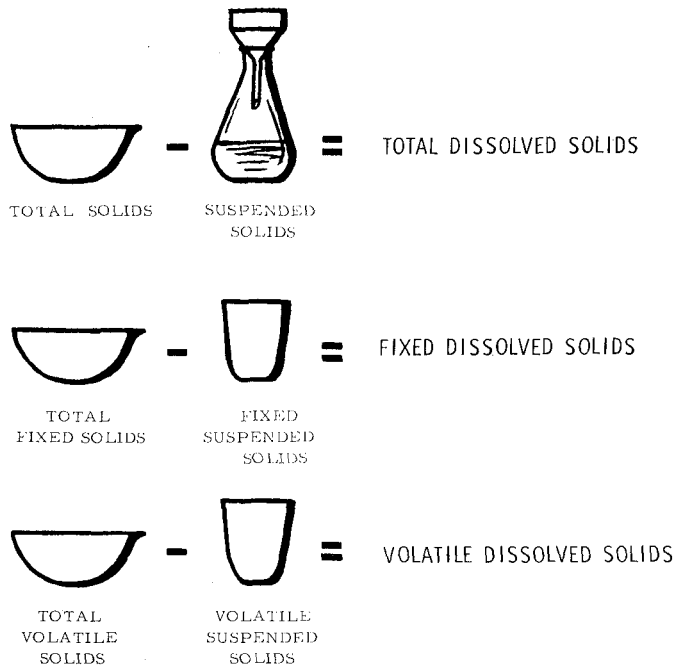 TOTAL DISSOLVED SOLIDS
TOTAL SOLIDS
SUSPENDED
SOLIDS
FIXED DISSOLVED SOLIDS
TOTAL
FIXED SOLIDS
FIXED
SUSPENDED
SOLIDS
VOLATILE DISSOLVED SOLIDS
TOTAL
VOLATILE
SOLIDS
VOLATILE
SUSPENDED
SOLIDS